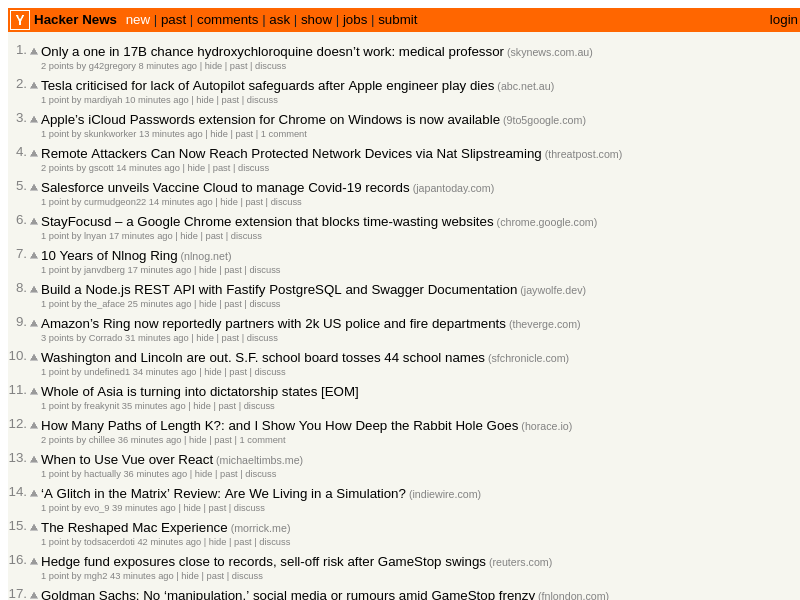 Y Hacker News new | past | comments | ask | show | jobs | submit login
1. Only a one in 17B chance hydroxychloroquine doesn’t work: medical professor (skynews.com.au)
2 points by g42gregory 8 minutes ago | hide | past | discuss
2. Tesla criticised for lack of Autopilot safeguards after Apple engineer play dies (abc.net.au)
1 point by mardiyah 10 minutes ago | hide | past | discuss
3. Apple’s iCloud Passwords extension for Chrome on Windows is now available (9to5google.com)
1 point by skunkworker 13 minutes ago | hide | past | 1 comment
4. Remote Attackers Can Now Reach Protected Network Devices via Nat Slipstreaming (threatpost.com)
2 points by gscott 14 minutes ago | hide | past | discuss
5. Salesforce unveils Vaccine Cloud to manage Covid-19 records (japantoday.com)
1 point by curmudgeon22 14 minutes ago | hide | past | discuss
6. StayFocusd – a Google Chrome extension that blocks time-wasting websites (chrome.google.com)
1 point by lnyan 17 minutes ago | hide | past | discuss
7. 10 Years of Nlnog Ring (nlnog.net)
1 point by janvdberg 17 minutes ago | hide | past | discuss
8. Build a Node.js REST API with Fastify PostgreSQL and Swagger Documentation (jaywolfe.dev)
1 point by the_aface 25 minutes ago | hide | past | discuss
9. Amazon’s Ring now reportedly partners with 2k US police and fire departments (theverge.com)
3 points by Corrado 31 minutes ago | hide | past | discuss
10. Washington and Lincoln are out. S.F. school board tosses 44 school names (sfchronicle.com)
1 point by undefined1 34 minutes ago | hide | past | discuss
11. Whole of Asia is turning into dictatorship states [EOM]
1 point by freakynit 35 minutes ago | hide | past | discuss
12. How Many Paths of Length K?: and I Show You How Deep the Rabbit Hole Goes (horace.io)
2 points by chillee 36 minutes ago | hide | past | 1 comment
13. When to Use Vue over React (michaeltimbs.me)
1 point by hactually 36 minutes ago | hide | past | discuss
14. ‘A Glitch in the Matrix’ Review: Are We Living in a Simulation? (indiewire.com)
1 point by evo_9 39 minutes ago | hide | past | discuss
15. The Reshaped Mac Experience (morrick.me)
1 point by todsacerdoti 42 minutes ago | hide | past | discuss
16. Hedge fund exposures close to records, sell-off risk after GameStop swings (reuters.com)
1 point by mgh2 43 minutes ago | hide | past | discuss
17. Goldman Sachs: No ‘manipulation,’ social media or rumours amid GameStop frenzy (fnlondon.com)